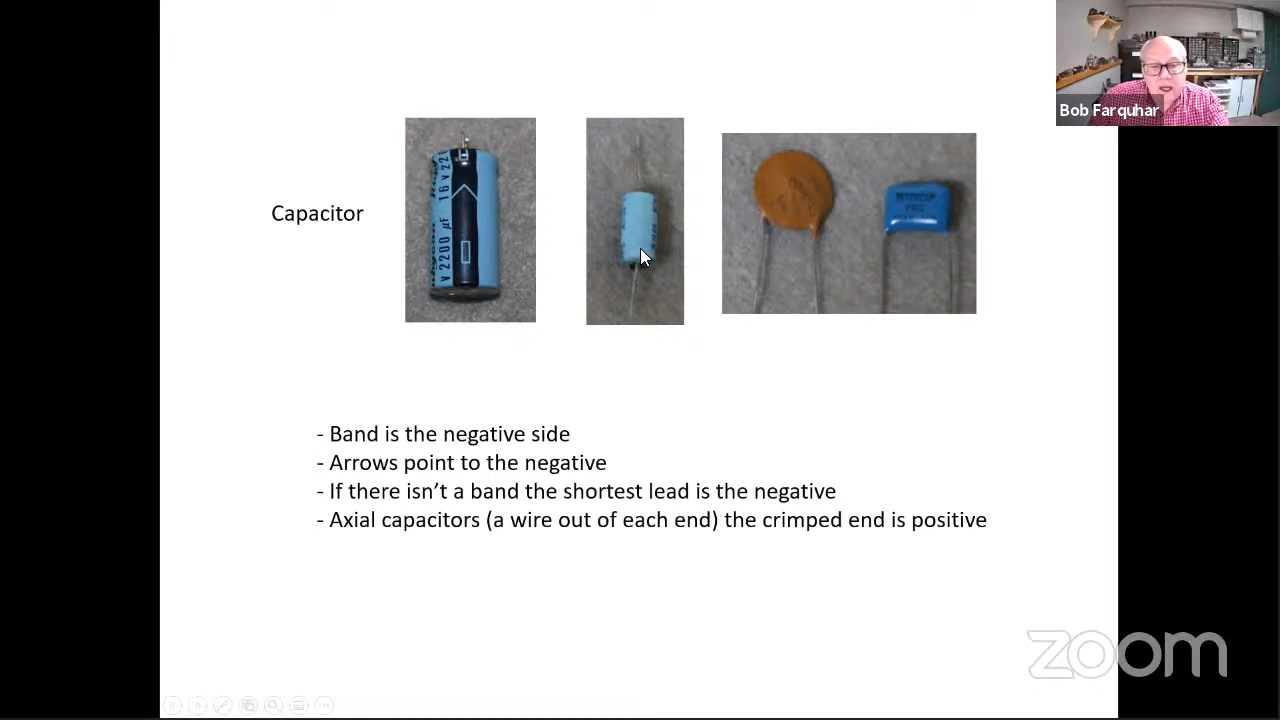 Bob Farquhar
Capacitor
16 V 22
V 2200 µF
- Band is the negative side
- Arrows point to the negative
- If there isn’t a band the shortest lead is the negative
- Axial capacitors (a wire out of each end) the crimped end is positive
zoom